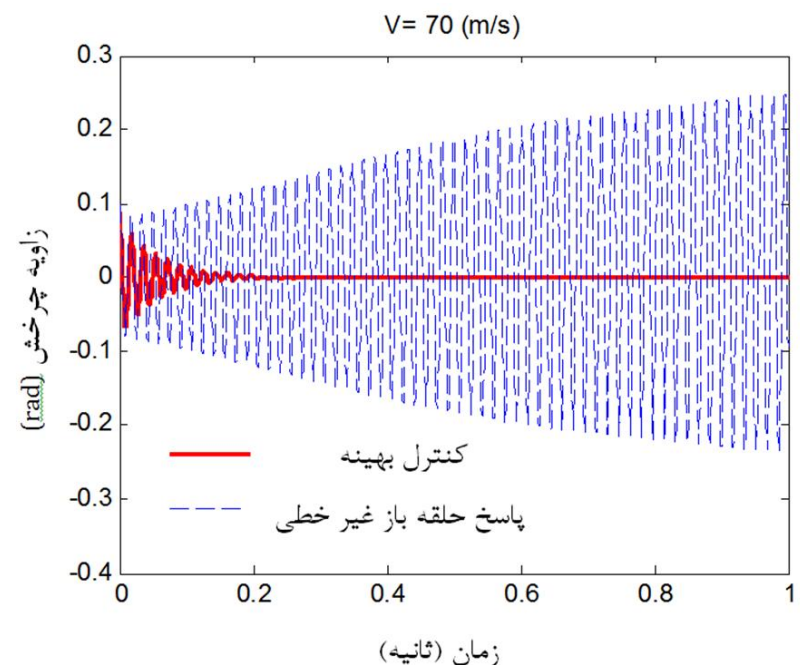 V= 70 (m/s)
0.3
0.2
0.1
0
-0.1
-0.2
-0.3
-0.4
زاویه چرخش (rad)
کنترل بهینه
پاسخ حلقه باز غیر خطی
0 0.2 0.4 0.6 0.8 1
زمان (ثانیه)